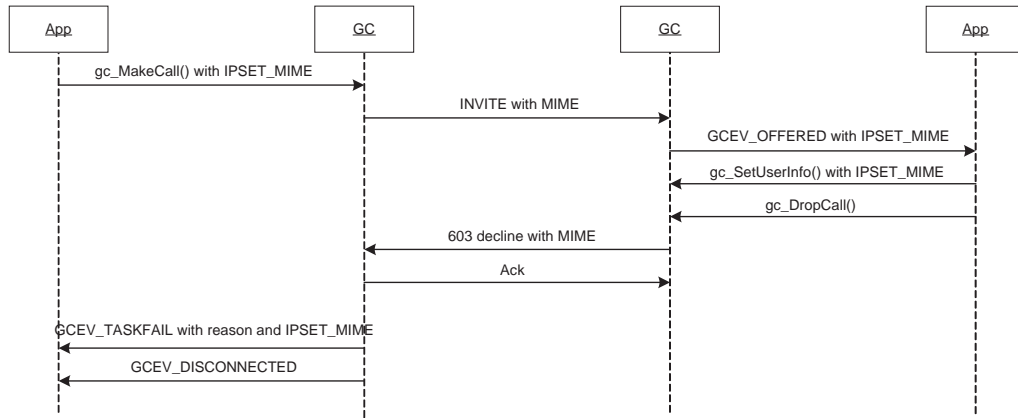 App
GC
GC
App
gc_MakeCall() with IPSET_MIME
INVITE with MIME
GCEV_OFFERED with IPSET_MIME
gc_SetUserInfo() with IPSET_MIME
gc_DropCall()
603 decline with MIME
Ack
GCEV_TASKFAIL with reason and IPSET_MIME
GCEV_DISCONNECTED